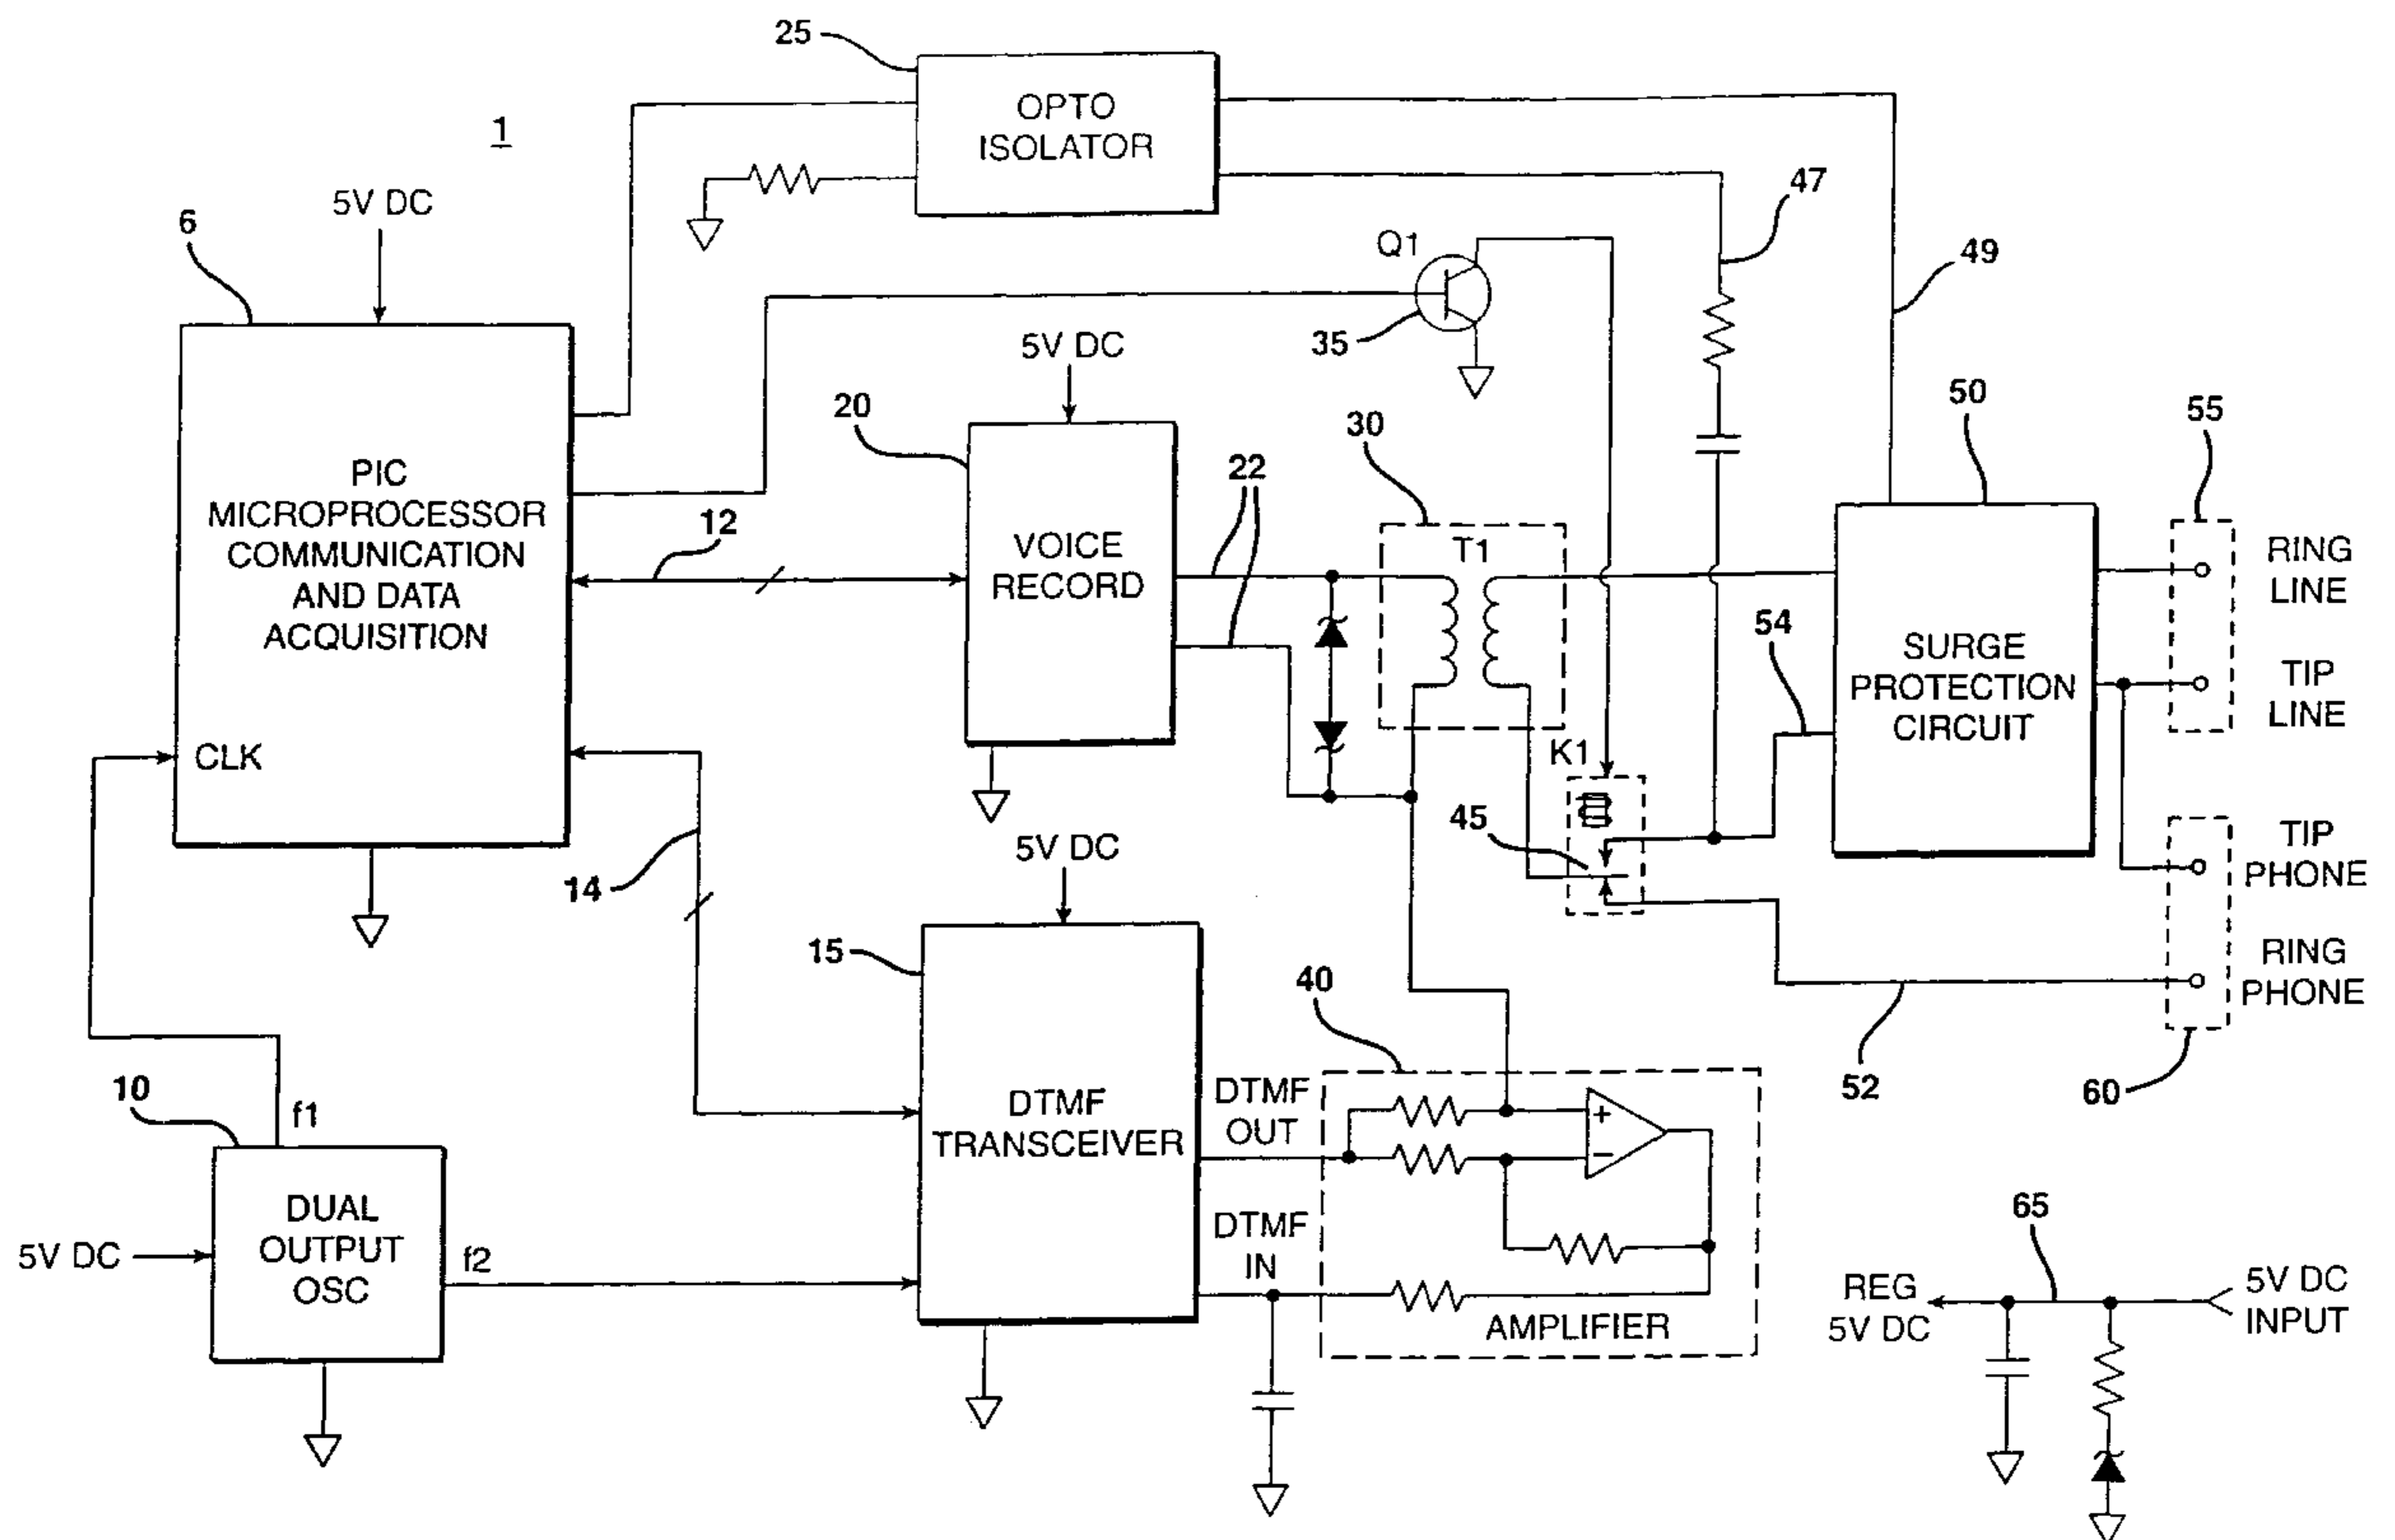 25
OPTO
ISOLATOR
1
47
49
5V DC
6
Q1
35
PIC
MICROPROCESSOR
COMMUNICATION
AND DATA
ACQUISITION
CLK
12
14
5V DC
20
VOICE
RECORD
22
30
T1
K1
45
50
SURGE
PROTECTION
CIRCUIT
54
55
RING
LINE
TIP
LINE
TIP
PHONE
RING
PHONE
52
60
5V DC
15
DTMF
TRANSCEIVER
DTMF
OUT
DTMF
IN
40
+
−
AMPLIFIER
10
f1
DUAL
OUTPUT
OSC
5V DC
f2
65
REG
5V DC
5V DC
INPUT